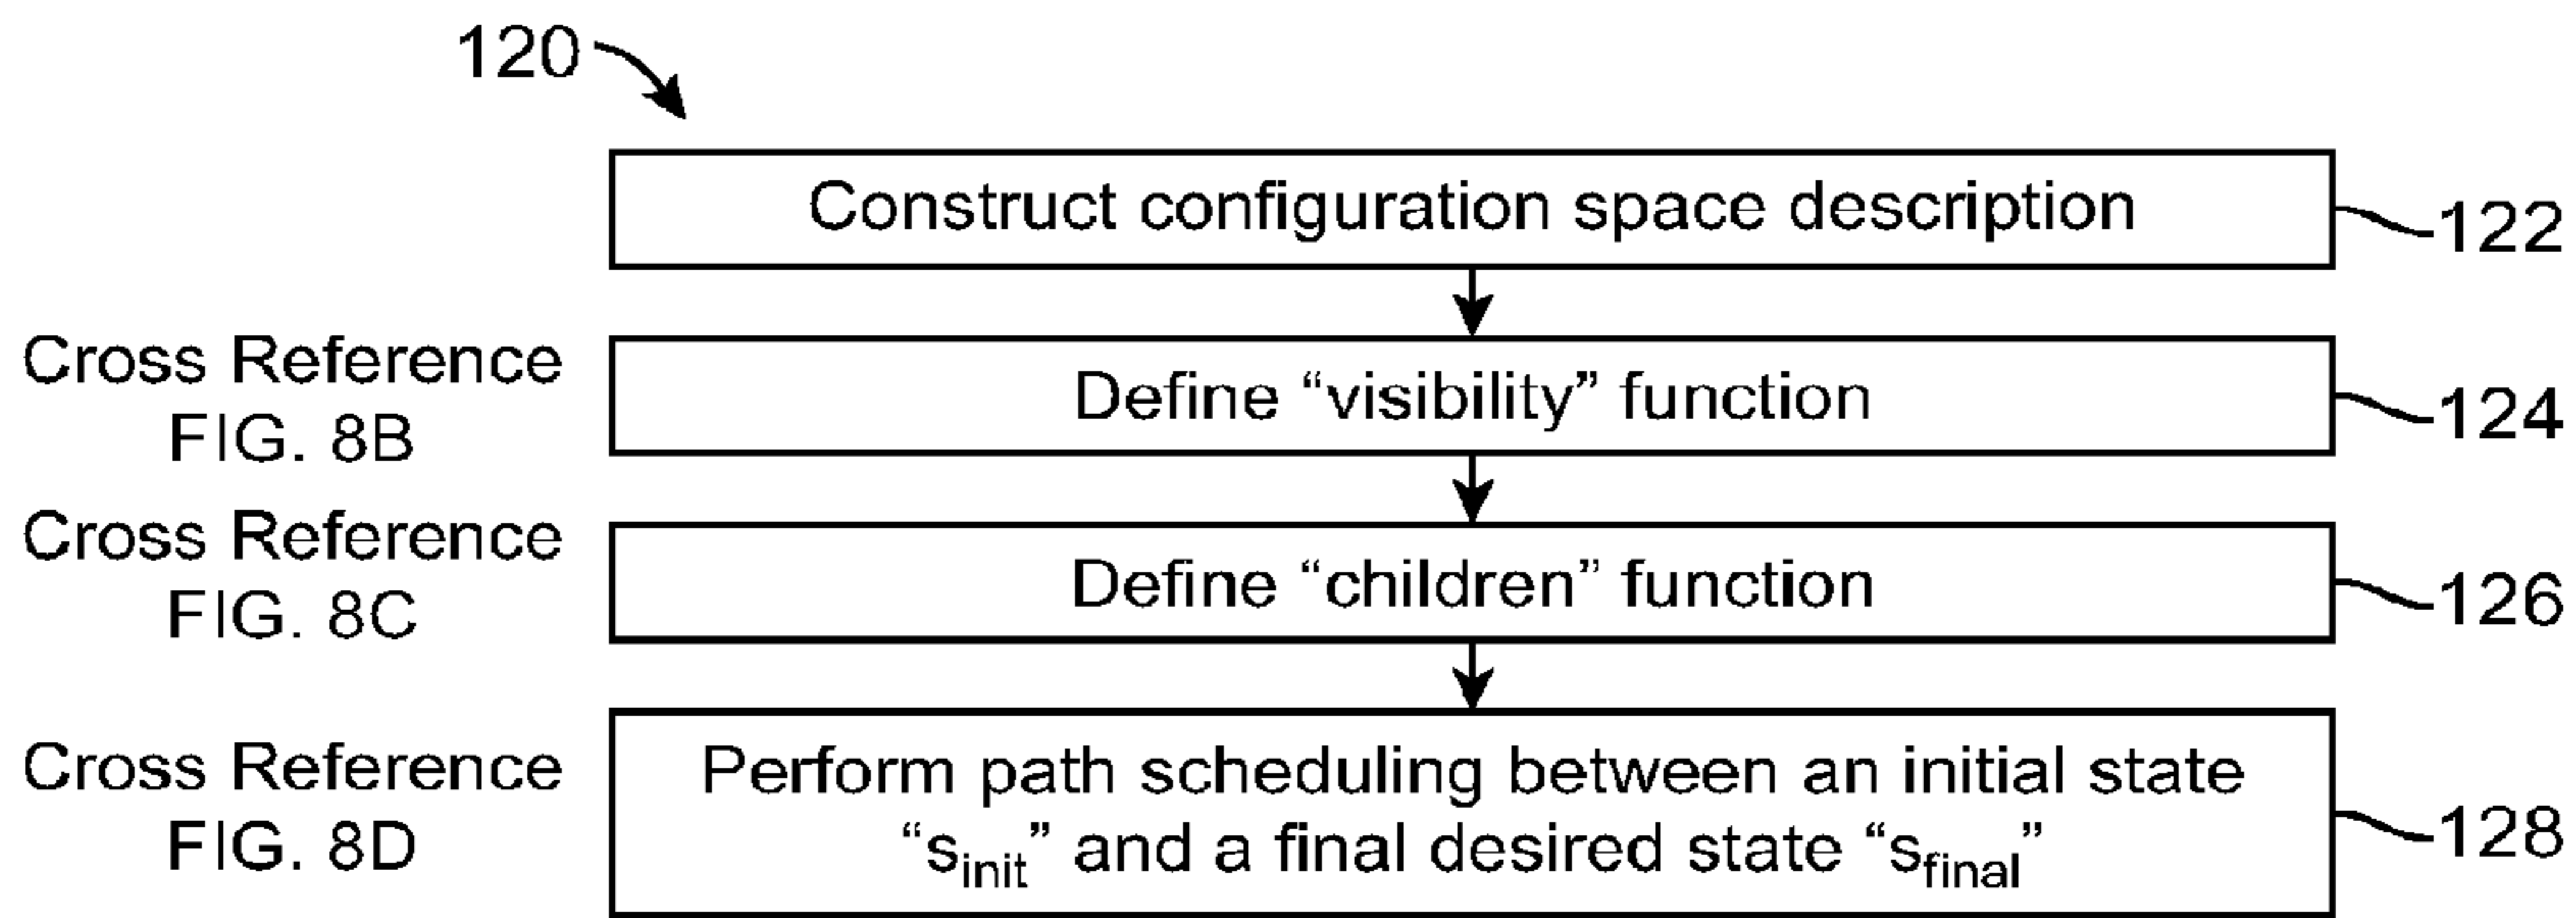 120
Construct configuration space description
122
Cross Reference
FIG. 8B
Define “visibility” function
124
Cross Reference
FIG. 8C
Define “children” function
126
Cross Reference
FIG. 8D
Perform path scheduling between an initial state
“sinit” and a final desired state “sfinal”
128